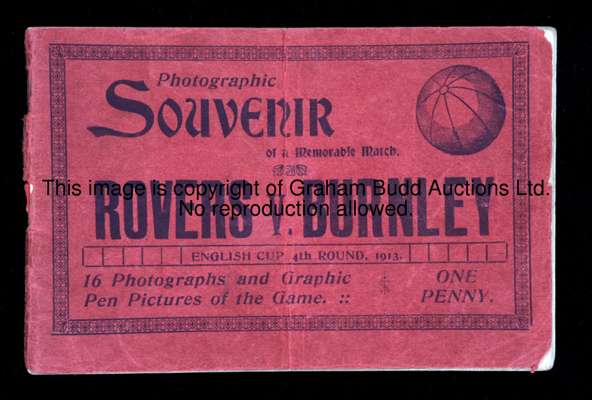 Photographic
SOUVENIR
of a Memorable Match.
This image is copyright of Graham Budd Auctions Ltd.
No reproduction allowed.
ROVERS V. BURNLEY
ENGLISH CUP 4th ROUND, 1913.
16 Photographs and Graphic
Pen Pictures of the Game. ::
ONE
PENNY.